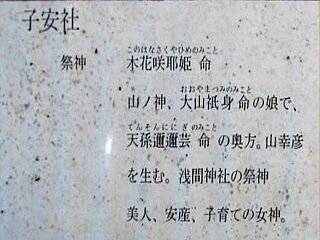 子安社
このはなさくやひめのみこと
祭神 木花咲耶姫 命
おおやまつみのみこと
山ノ神、大山祇身命の娘で、
てんそんににぎのみこと
天孫邇邇芸 命 の奥方。山幸彦
を生む。浅間神社の祭神
美人、安産、子育ての女神。